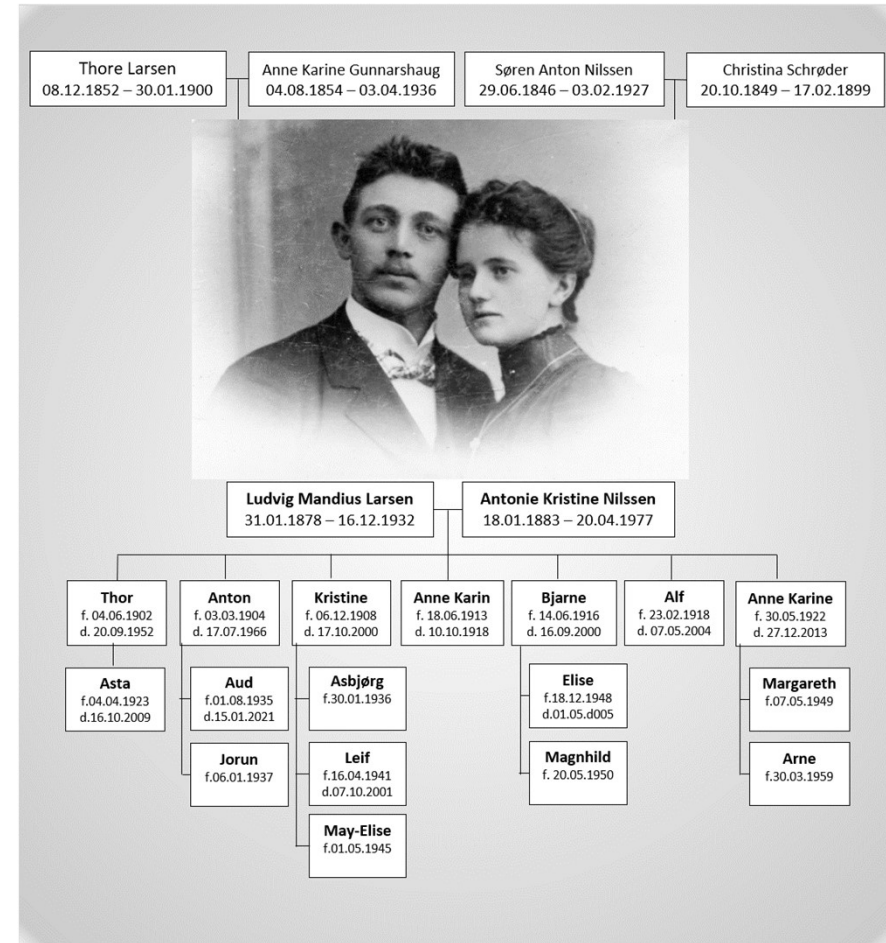 Thore Larsen
08.12.1852 – 30.01.1900
Anne Karine Gunnarshaug
04.08.1854 – 03.04.1936
Søren Anton Nilssen
29.06.1846 – 03.02.1927
Christina Schrøder
20.10.1849 – 17.02.1899
Ludvig Mandius Larsen
31.01.1878 – 16.12.1932
Antonie Kristine Nilssen
18.01.1883 – 20.04.1977
Thor
f. 04.06.1902
d. 20.09.1952
Anton
f. 03.03.1904
d. 17.07.1966
Kristine
f. 06.12.1908
d. 17.10.2000
Anne Karin
f. 18.06.1913
d. 10.10.1918
Bjarne
f. 14.06.1916
d. 16.09.2000
Alf
f. 23.02.1918
d. 07.05.2004
Anne Karine
f. 30.05.1922
d. 27.12.2013
Asta
f.04.04.1923
d.16.10.2009
Aud
f.01.08.1935
d.15.01.2021
Jorun
f.06.01.1937
Asbjørg
f.30.01.1936
Leif
f.16.04.1941
d.07.10.2001
May-Elise
f.01.05.1945
Elise
f.18.12.1948
d.01.05.d005
Magnhild
f. 20.05.1950
Margareth
f.07.05.1949
Arne
f.30.03.1959